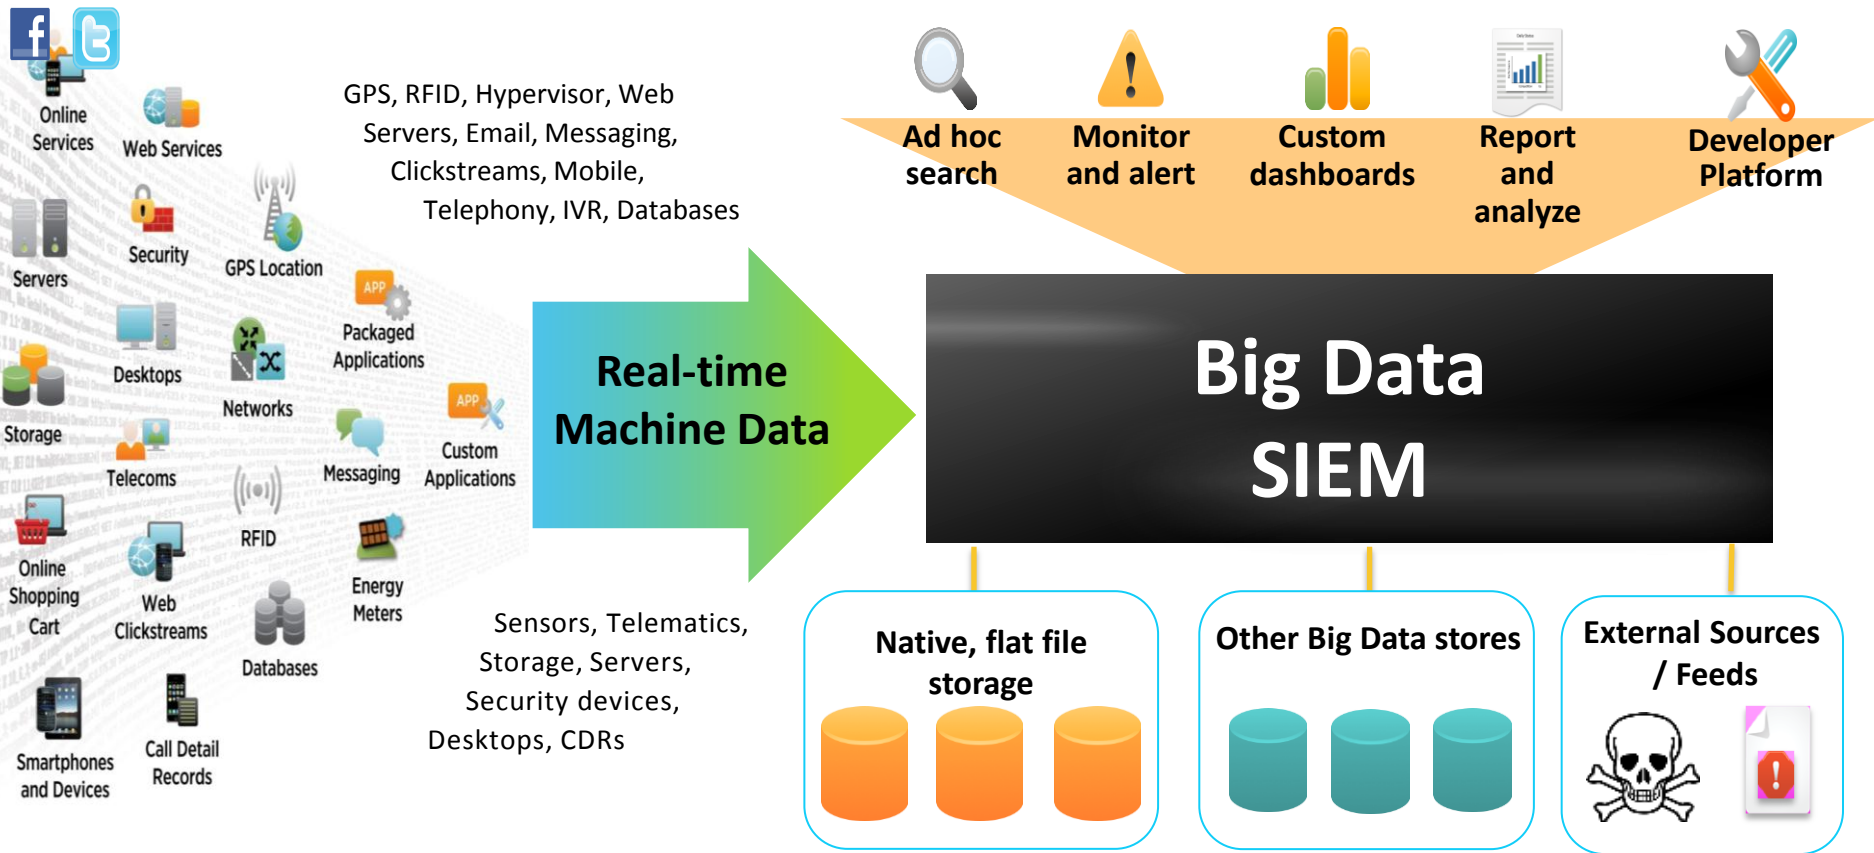 Online
Services
Web Services
Servers
Security
GPS Location
Desktops
Networks
Packaged
Applications
Storage
Telecoms
Messaging
Custom
Applications
RFID
Online
Shopping
Cart
Web
Clickstreams
Energy
Meters
Databases
Smartphones
and Devices
Call Detail
Records
APP
APP
GPS, RFID, Hypervisor, Web
Servers, Email, Messaging,
Clickstreams, Mobile,
Telephony, IVR, Databases
Real-time
Machine Data
Sensors, Telematics,
Storage, Servers,
Security devices,
Desktops, CDRs
Ad hoc
search
Monitor
and alert
Custom
dashboards
Report
and
analyze
Developer
Platform
Big Data
SIEM
Native, flat file
storage
Other Big Data stores
External Sources
/ Feeds